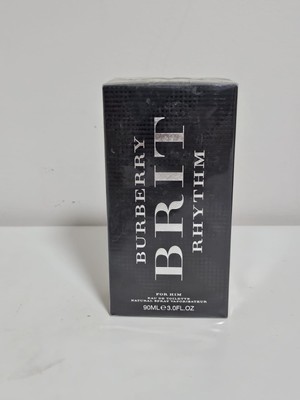 BURBERRY
BRIT
RHYTHM
FOR HIM
EAU DE TOILETTE
NATURAL SPRAY VAPORISATEUR
90ML℮3.0FL.OZ